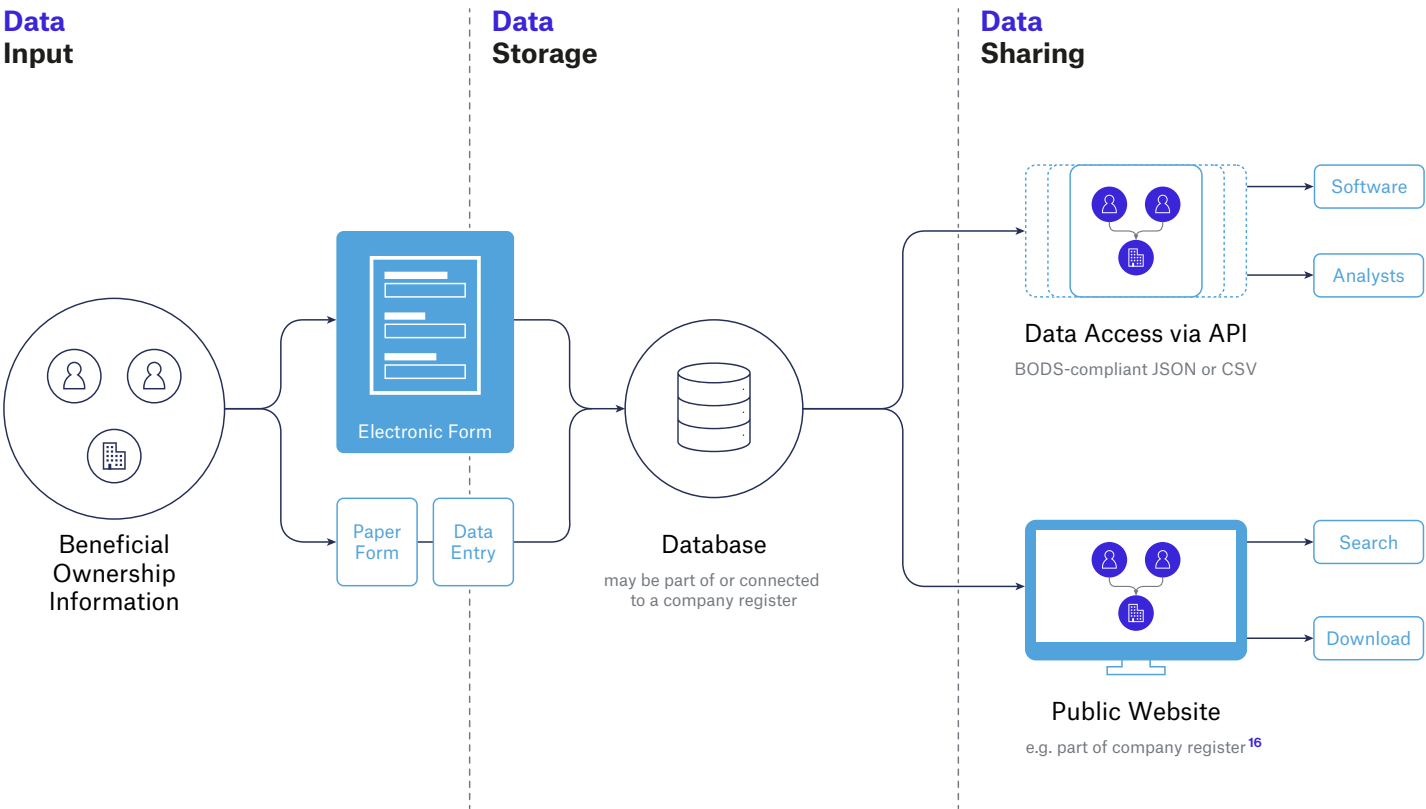 Data
Input
Data
Storage
Data
Sharing
Beneficial
Ownership
Information
Electronic Form
Paper
Form
Data
Entry
Database
may be part of or connected
to a company register
Data Access via API
BODS-compliant JSON or CSV
Software
Analysts
Public Website
e.g. part of company register 16
Search
Download